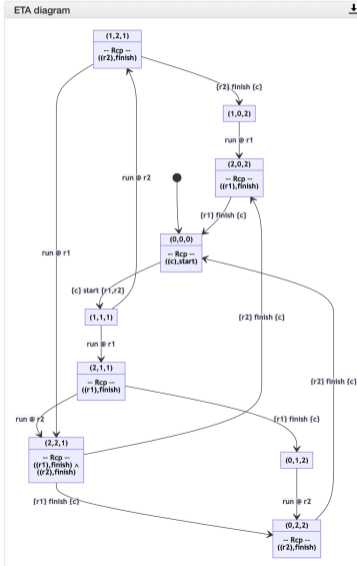 ETA diagram
(1,2,1)
-- Rcp --
((r2),finish)
{r2} finish {c}
(1,0,2)
run @ r1
(2,0,2)
-- Rcp --
((r1),finish)
run @ r2
{r1} finish {c}
(0,0,0)
-- Rcp --
((c),start)
run @ r1
{c} start {r1,r2}
(1,1,1)
{r2} finish {c}
run @ r1
(2,1,1)
-- Rcp --
((r1),finish)
{r2} finish {c}
run @ r2
{r1} finish {c}
(2,2,1)
-- Rcp --
((r1),finish) ∧
((r2),finish)
(0,1,2)
{r1} finish {c}
run @ r2
(0,2,2)
-- Rcp --
((r2),finish)